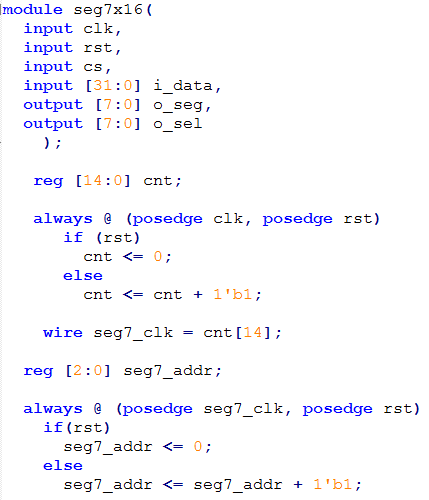 module seg7x16(
input clk,
input rst,
input cs,
input [31:0] i_data,
output [7:0] o_seg,
output [7:0] o_sel
);
reg [14:0] cnt;
always @ (posedge clk, posedge rst)
if (rst)
cnt <= 0;
else
cnt <= cnt + 1'b1;
wire seg7_clk = cnt[14];
reg [2:0] seg7_addr;
always @ (posedge seg7_clk, posedge rst)
if(rst)
seg7_addr <= 0;
else
seg7_addr <= seg7_addr + 1'b1;